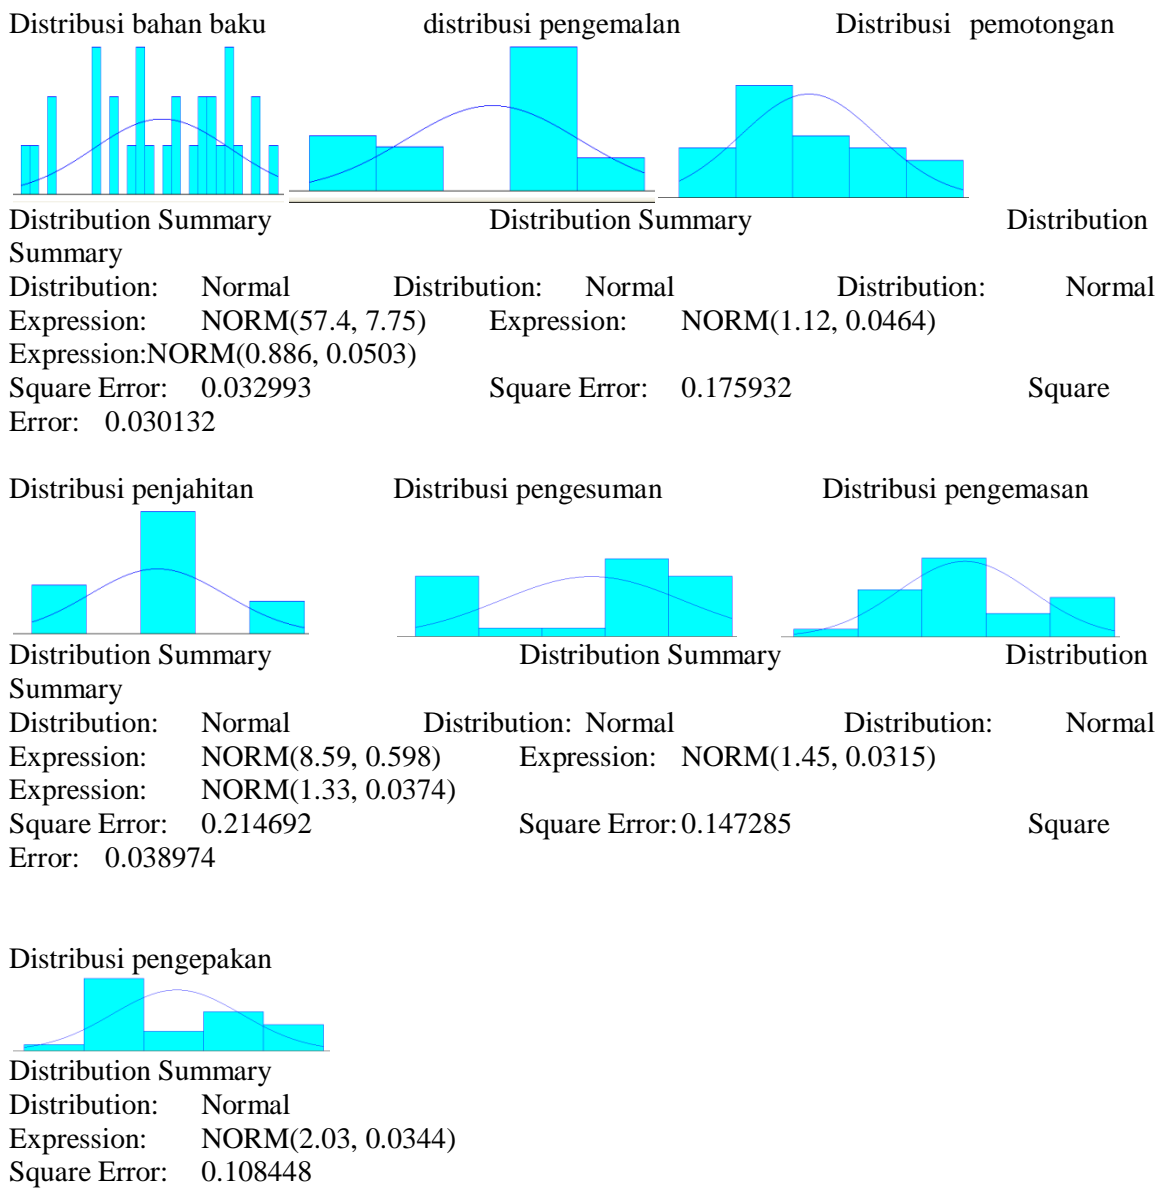 Distribusi bahan baku distribusi pengemalan Distribusi pemotongan
Distribution Summary Distribution Summary Distribution
Summary
Distribution: Normal Distribution: Normal Distribution: Normal
Expression: NORM(57.4, 7.75) Expression: NORM(1.12, 0.0464)
Expression:NORM(0.886, 0.0503)
Square Error: 0.032993 Square Error: 0.175932 Square
Error: 0.030132
Distribusi penjahitan Distribusi pengesuman Distribusi pengemasan
Distribution Summary Distribution Summary Distribution
Summary
Distribution: Normal Distribution: Normal Distribution: Normal
Expression: NORM(8.59, 0.598) Expression: NORM(1.45, 0.0315)
Expression: NORM(1.33, 0.0374)
Square Error: 0.214692 Square Error: 0.147285 Square
Error: 0.038974
Distribusi pengepakan
Distribution Summary
Distribution: Normal
Expression: NORM(2.03, 0.0344)
Square Error: 0.108448